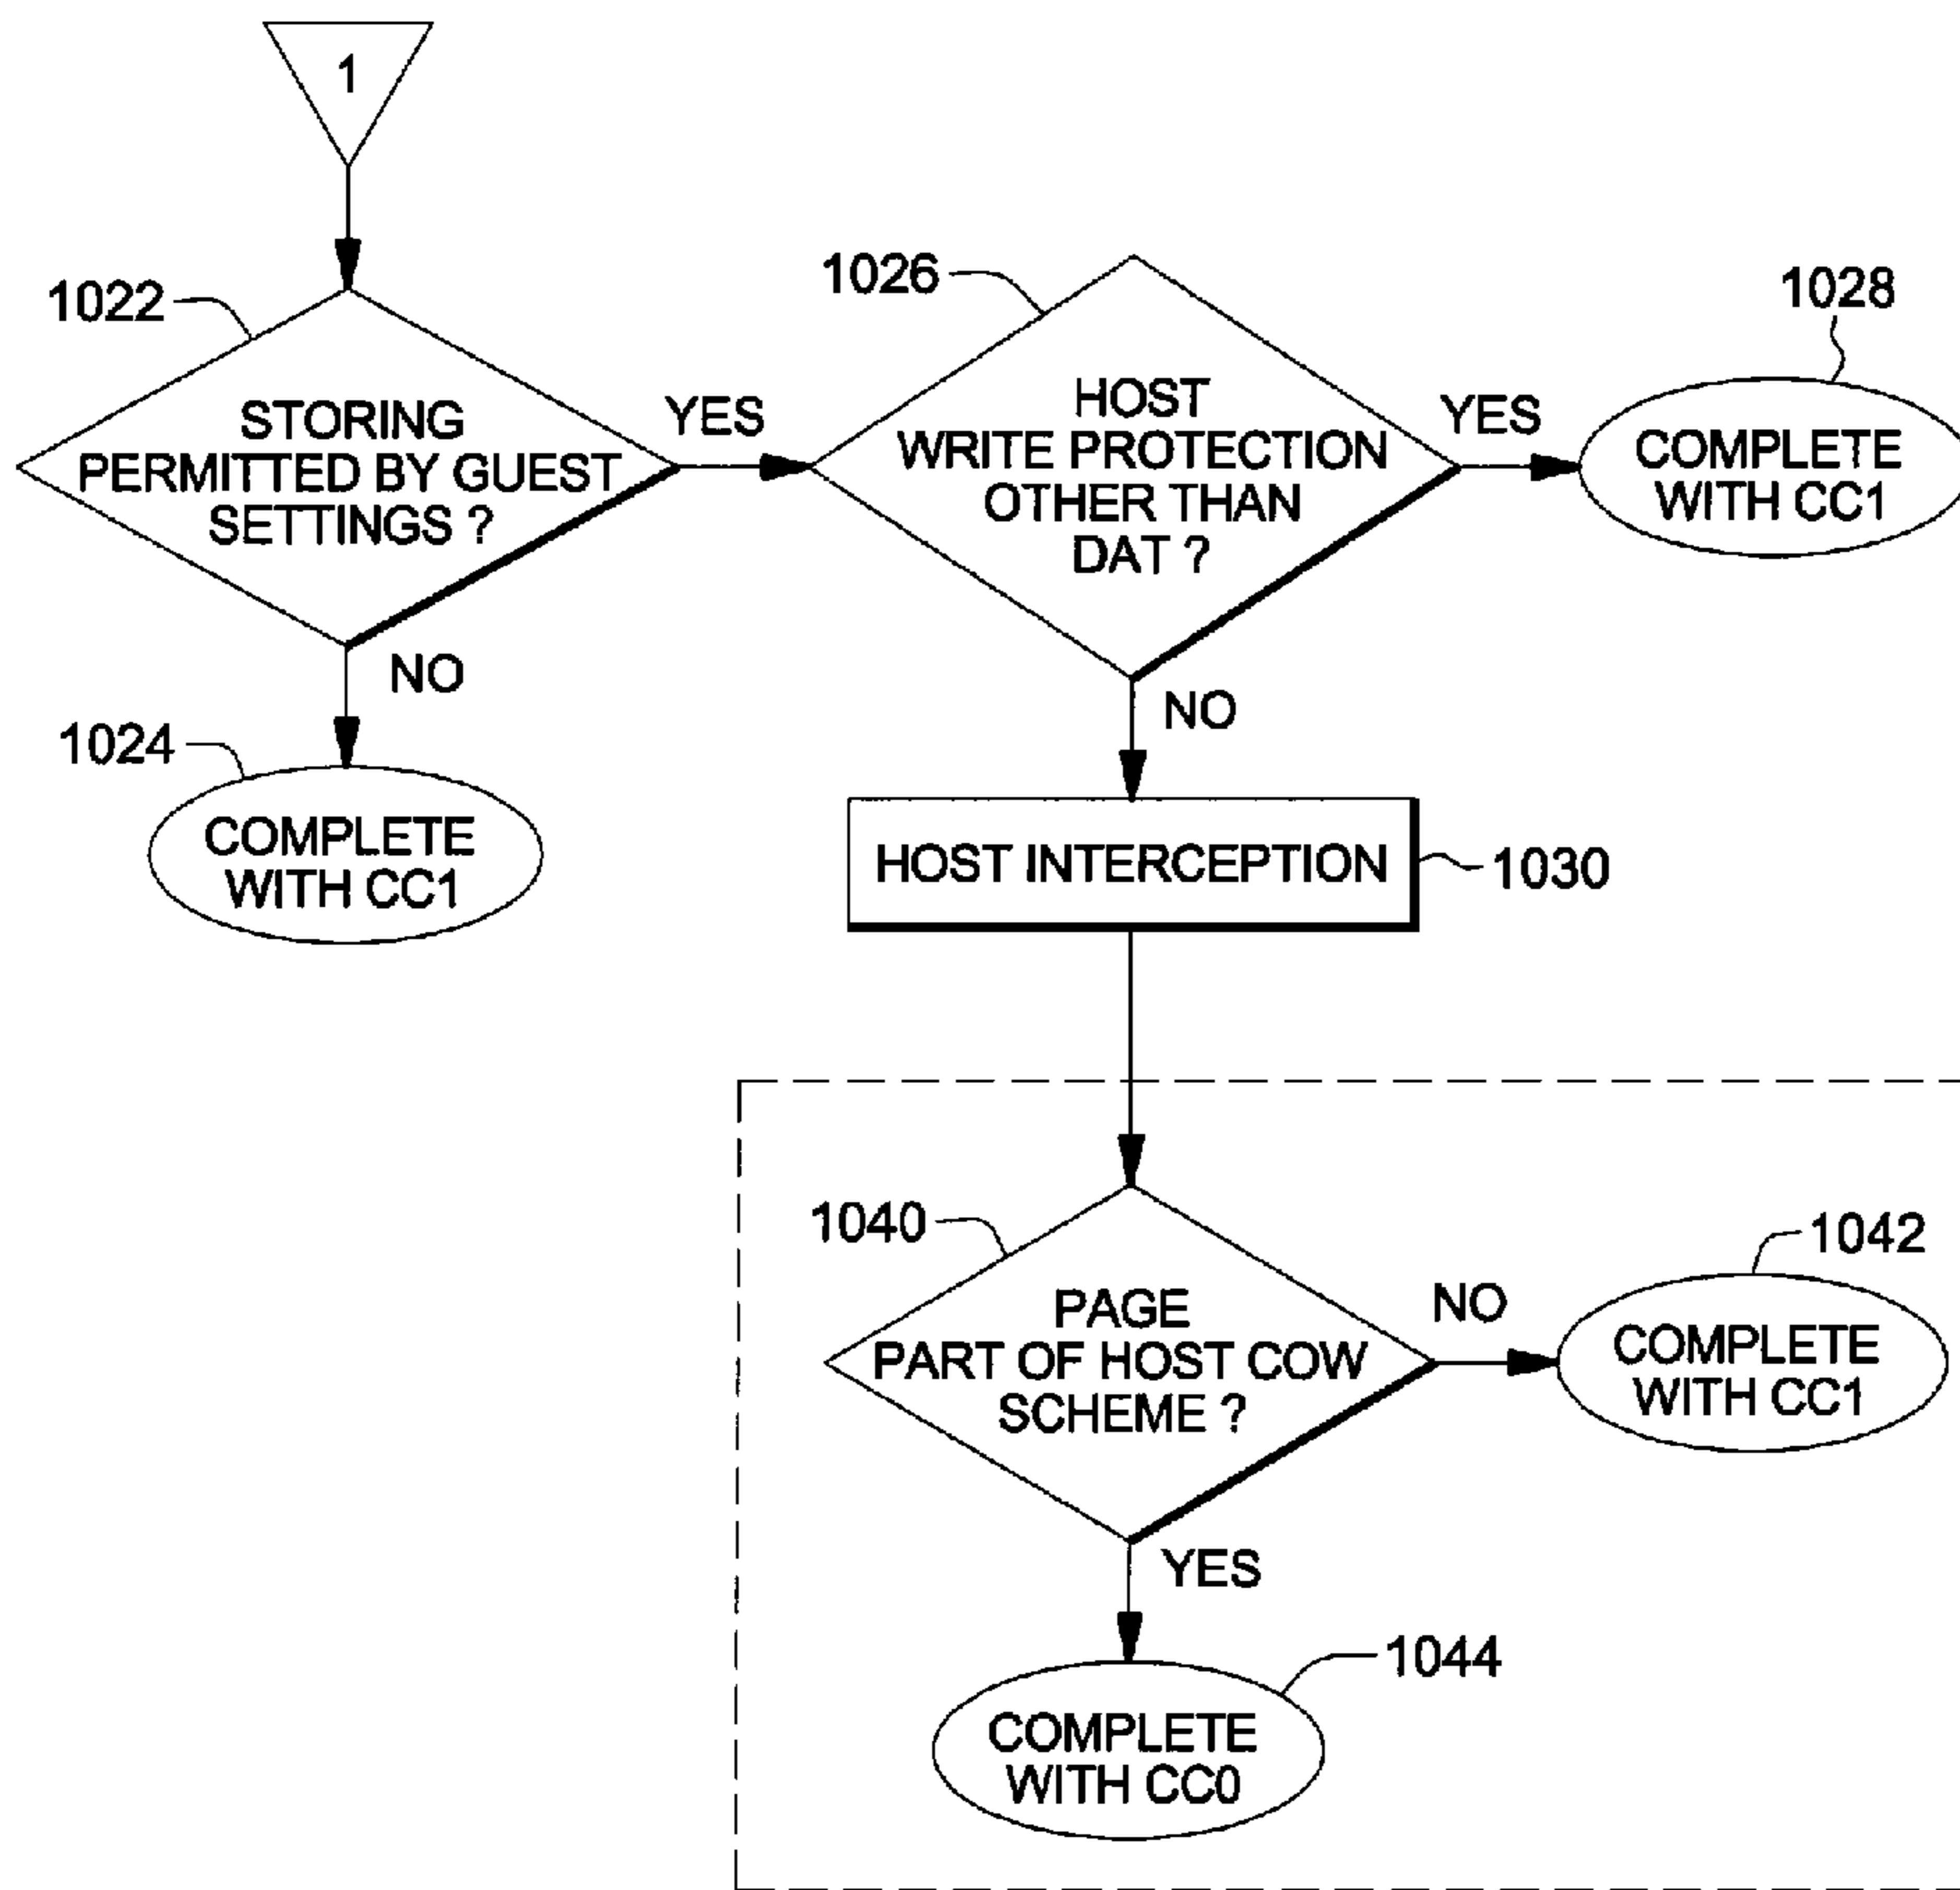 1
1022
STORING
PERMITTED BY GUEST
SETTINGS ?
YES
NO
1024
COMPLETE
WITH CC1
1026
HOST
WRITE PROTECTION
OTHER THAN
DAT ?
YES
1028
COMPLETE
WITH CC1
NO
HOST INTERCEPTION
1030
1040
PAGE
PART OF HOST COW
SCHEME ?
NO
1042
COMPLETE
WITH CC1
YES
1044
COMPLETE
WITH CC0